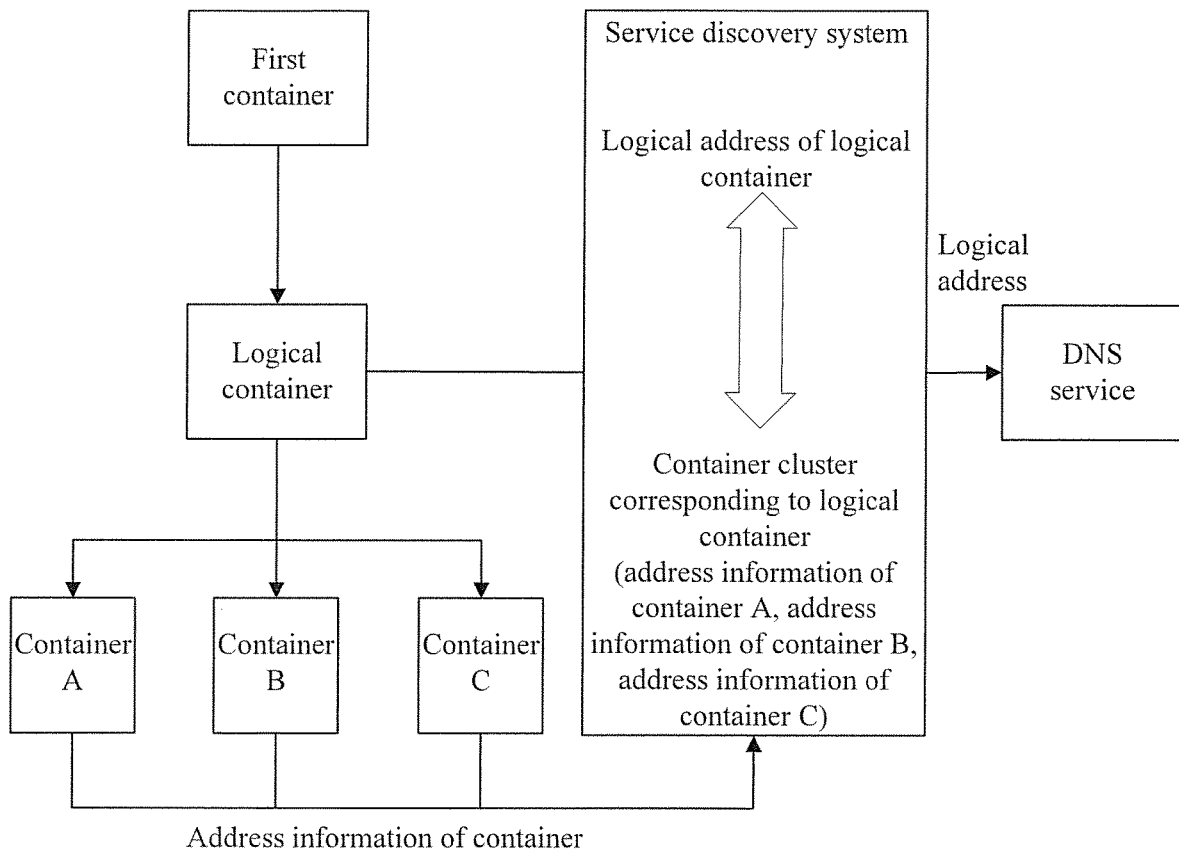 First
container
Service discovery system
Logical address of logical
container
Logical
address
Logical
container
DNS
service
Container cluster
corresponding to logical
container
(address information of
container A, address
information of container B,
address information of
container C)
Container
A
Container
B
Container
C
Address information of container